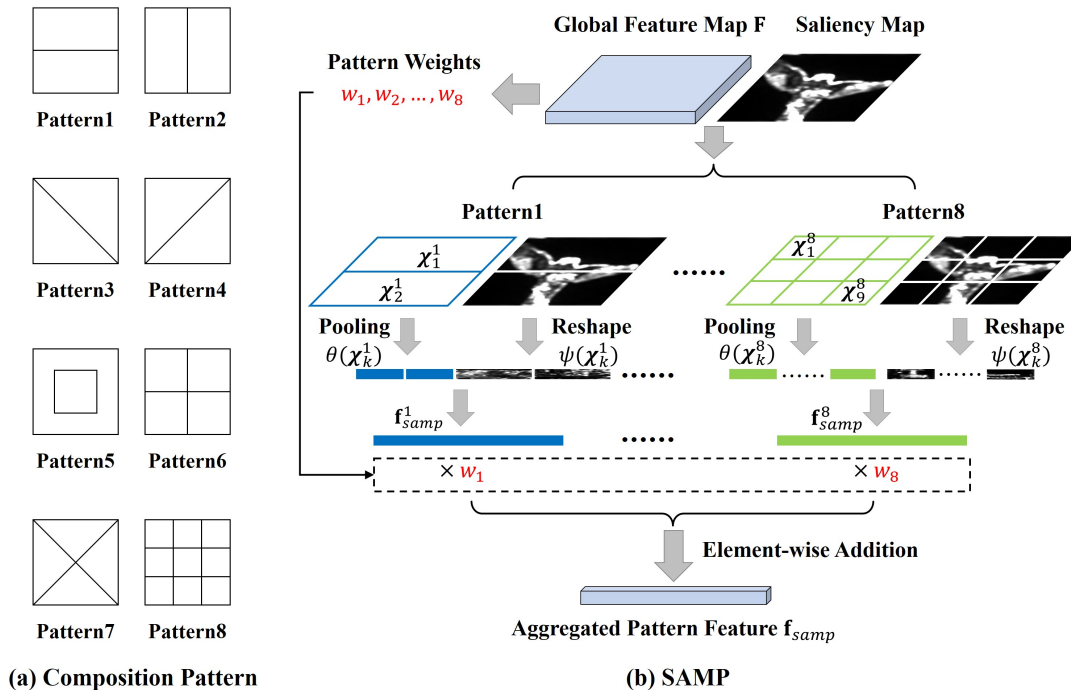 Pattern1 Pattern2
Pattern3 Pattern4
Pattern5 Pattern6
Pattern7 Pattern8
(a) Composition Pattern
Global Feature Map F Saliency Map
Pattern Weights
w₁, w₂, ..., w₈
Pattern1 Pattern8
χ₁¹ χ₁⁸
χ₂¹ χ₉⁸
......
Pooling Reshape Pooling Reshape
θ(χₖ¹) ψ(χₖ¹) θ(χₖ⁸) ψ(χₖ⁸)
...... ...... ......
f¹samp f⁸samp
......
× w₁ × w₈
Element-wise Addition
Aggregated Pattern Feature fsamp
(b) SAMP